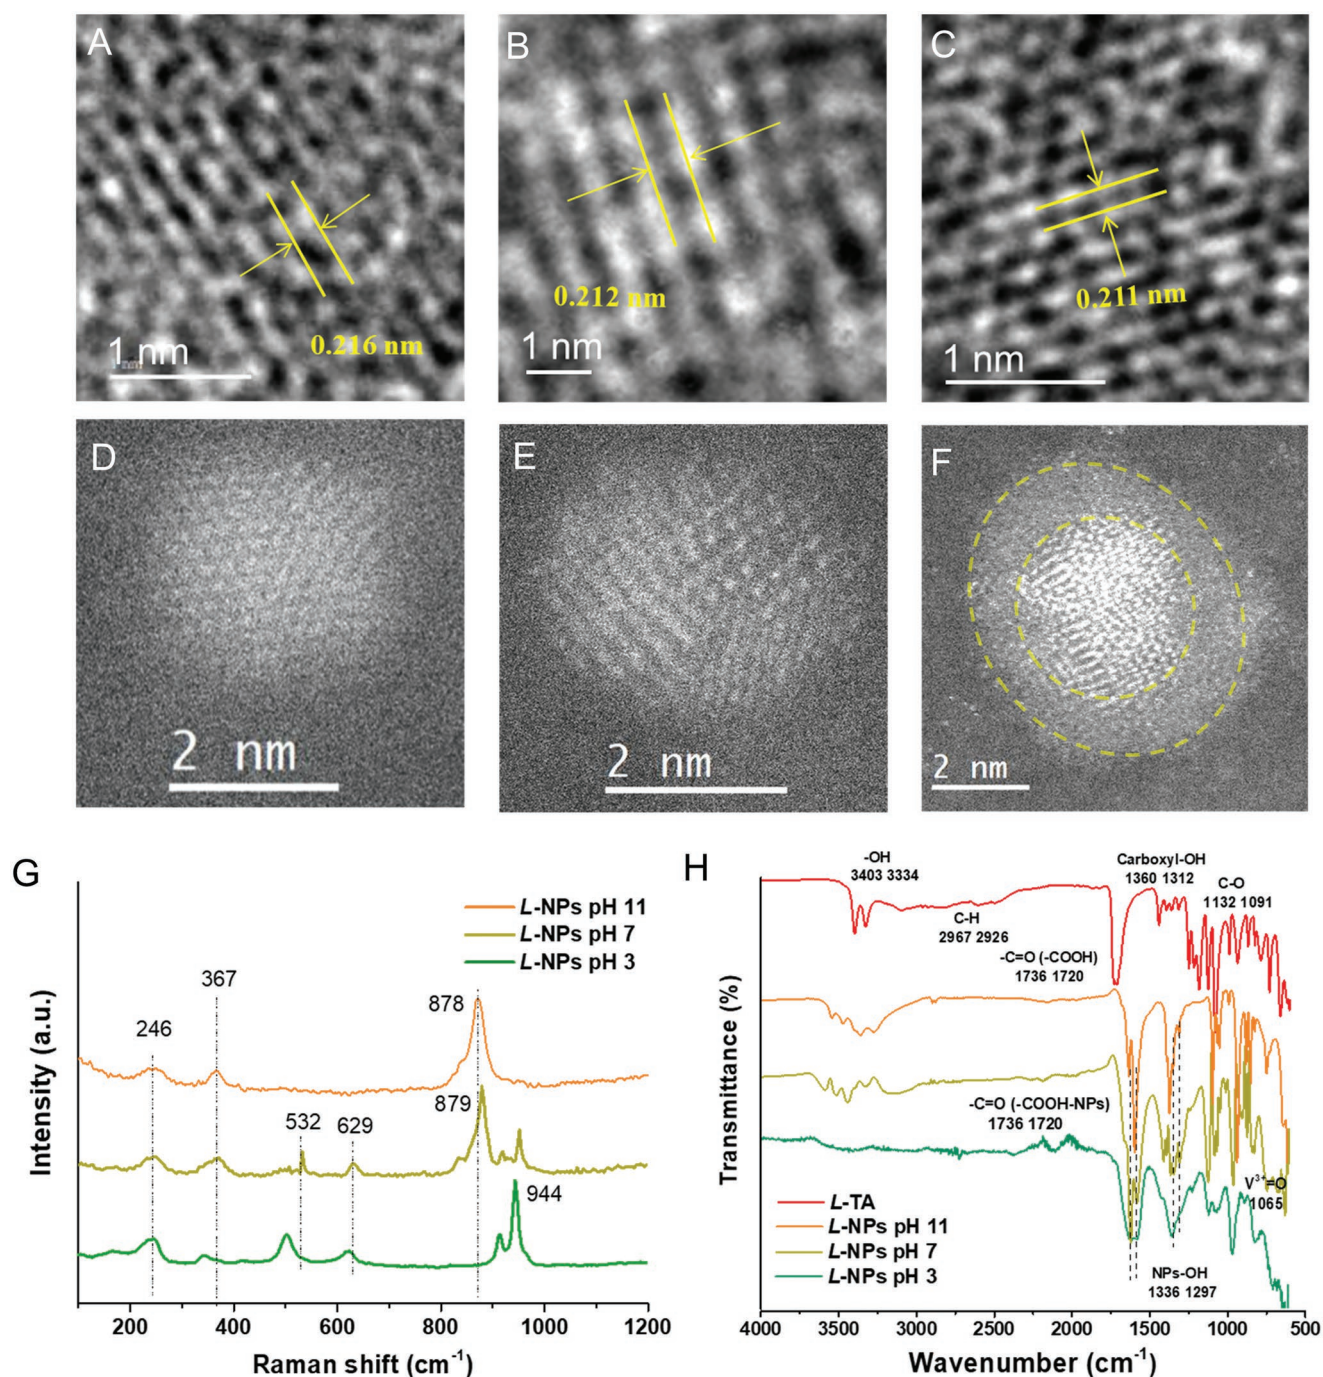 A
0.216 nm
1 nm
B
0.212 nm
1 nm
C
0.211 nm
1 nm
D
2 nm
E
2 nm
F
2 nm
G
L-NPs pH 11
L-NPs pH 7
L-NPs pH 3
246
367
878
879
532
629
944
Intensity (a.u.)
200 400 600 800 1000 1200
Raman shift (cm-1)
H
-OH
3403 3334
C-H
2967 2926
Carboxyl-OH
1360 1312
C-O
1132 1091
-C=O (-COOH)
1736 1720
-C=O (-COOH-NPs)
1736 1720
V3+=O
1065
NPs-OH
1336 1297
L-TA
L-NPs pH 11
L-NPs pH 7
L-NPs pH 3
Transmittance (%)
4000 3500 3000 2500 2000 1500 1000 500
Wavenumber (cm-1)